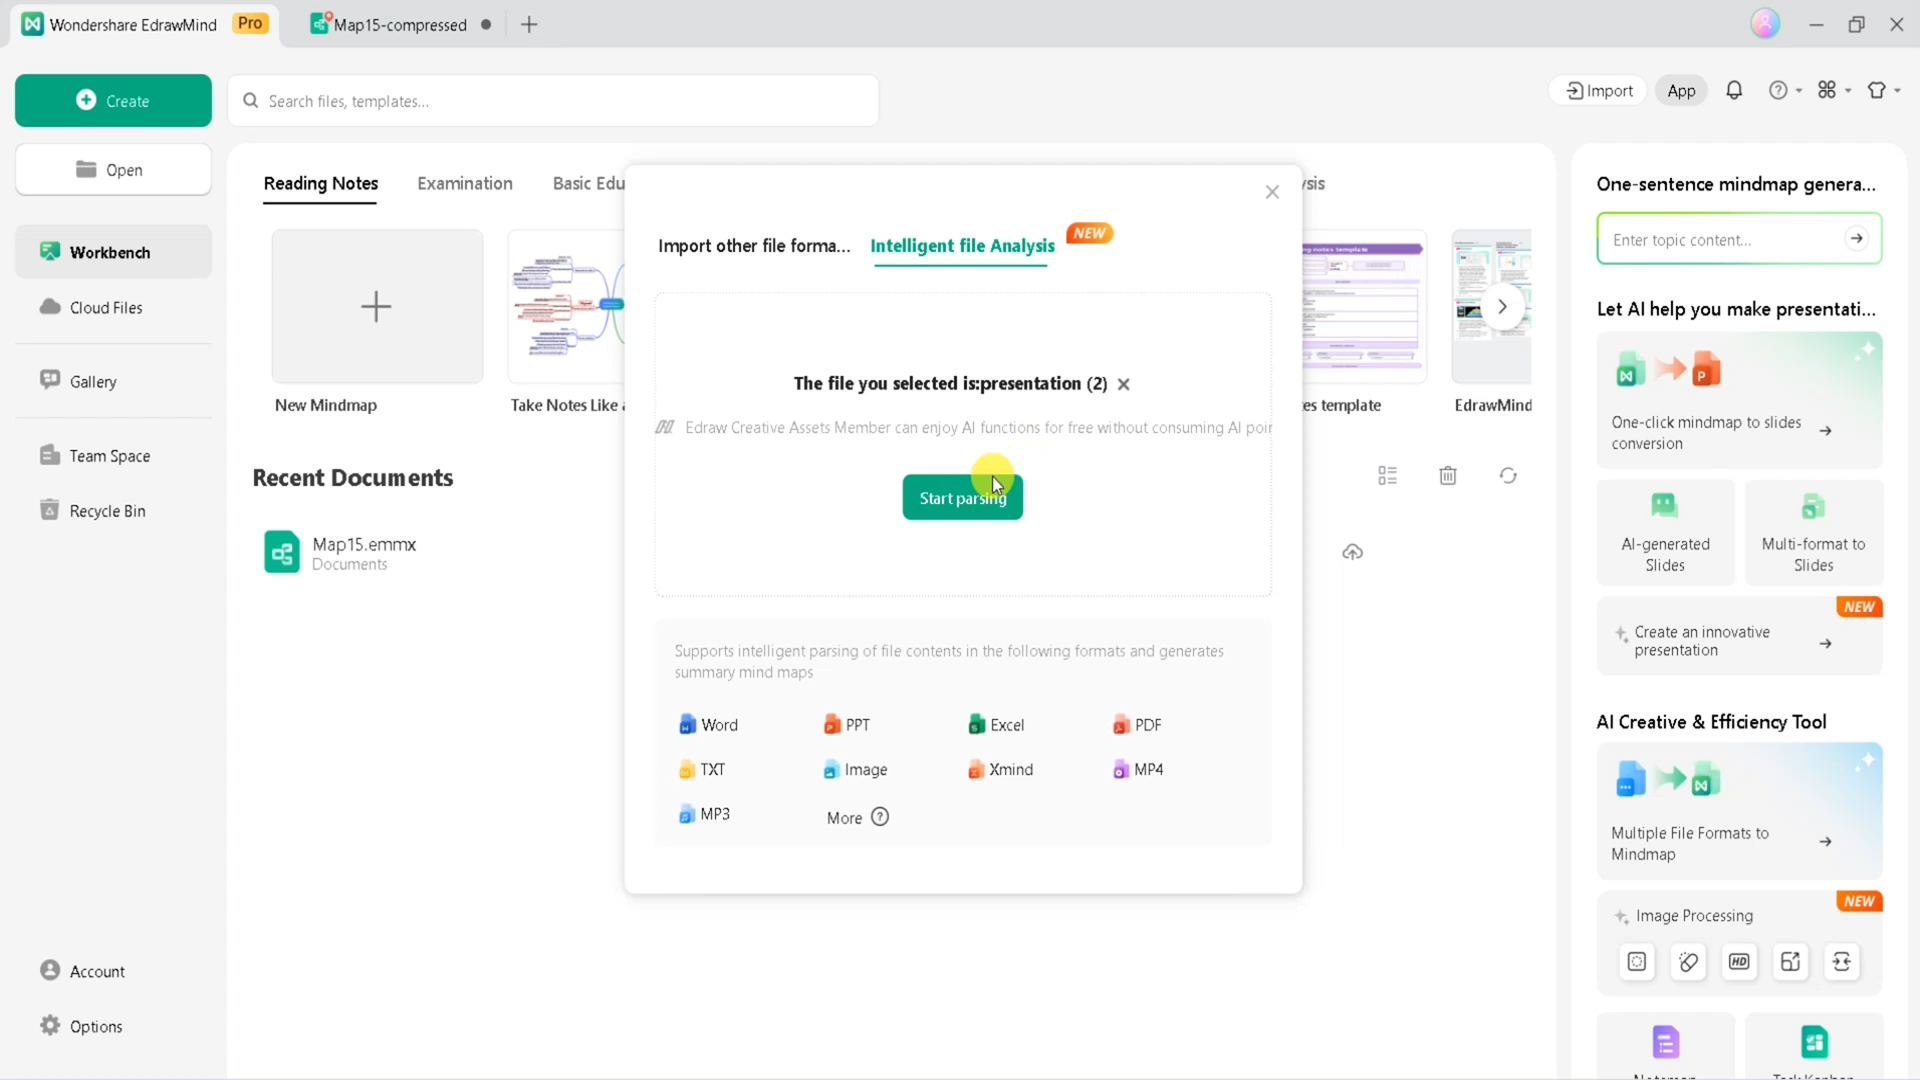 Wondershare EdrawMind Pro
Map15-compressed
Create
Search files, templates...
Import
App
Open
Workbench
Cloud Files
Gallery
Team Space
Recycle Bin
Account
Options
Reading Notes
Examination
Basic Edu
ysis
New Mindmap
Take Notes Like a
es template
EdrawMind
Recent Documents
Map15.emmx
Documents
Import other file forma...
Intelligent file Analysis
NEW
The file you selected is:presentation (2)
Edraw Creative Assets Member can enjoy AI functions for free without consuming AI poin
Start parsing
Supports intelligent parsing of file contents in the following formats and generates
summary mind maps
Word
PPT
Excel
PDF
TXT
Image
Xmind
MP4
MP3
More
One-sentence mindmap genera...
Enter topic content...
Let AI help you make presentati...
One-click mindmap to slides
conversion
AI-generated
Slides
Multi-format to
Slides
NEW
Create an innovative
presentation
AI Creative & Efficiency Tool
Multiple File Formats to
Mindmap
NEW
Image Processing
HD